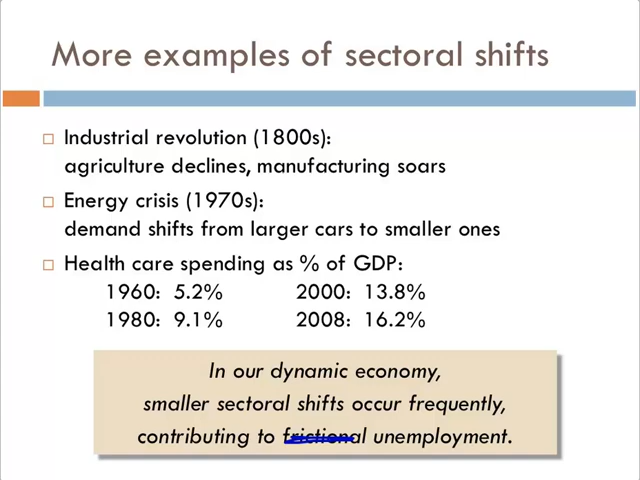 More examples of sectoral shifts
Industrial revolution (1800s):
agriculture declines, manufacturing soars
Energy crisis (1970s):
demand shifts from larger cars to smaller ones
Health care spending as % of GDP:
1960: 5.2% 2000: 13.8%
1980: 9.1% 2008: 16.2%
In our dynamic economy,
smaller sectoral shifts occur frequently,
contributing to frictional unemployment.